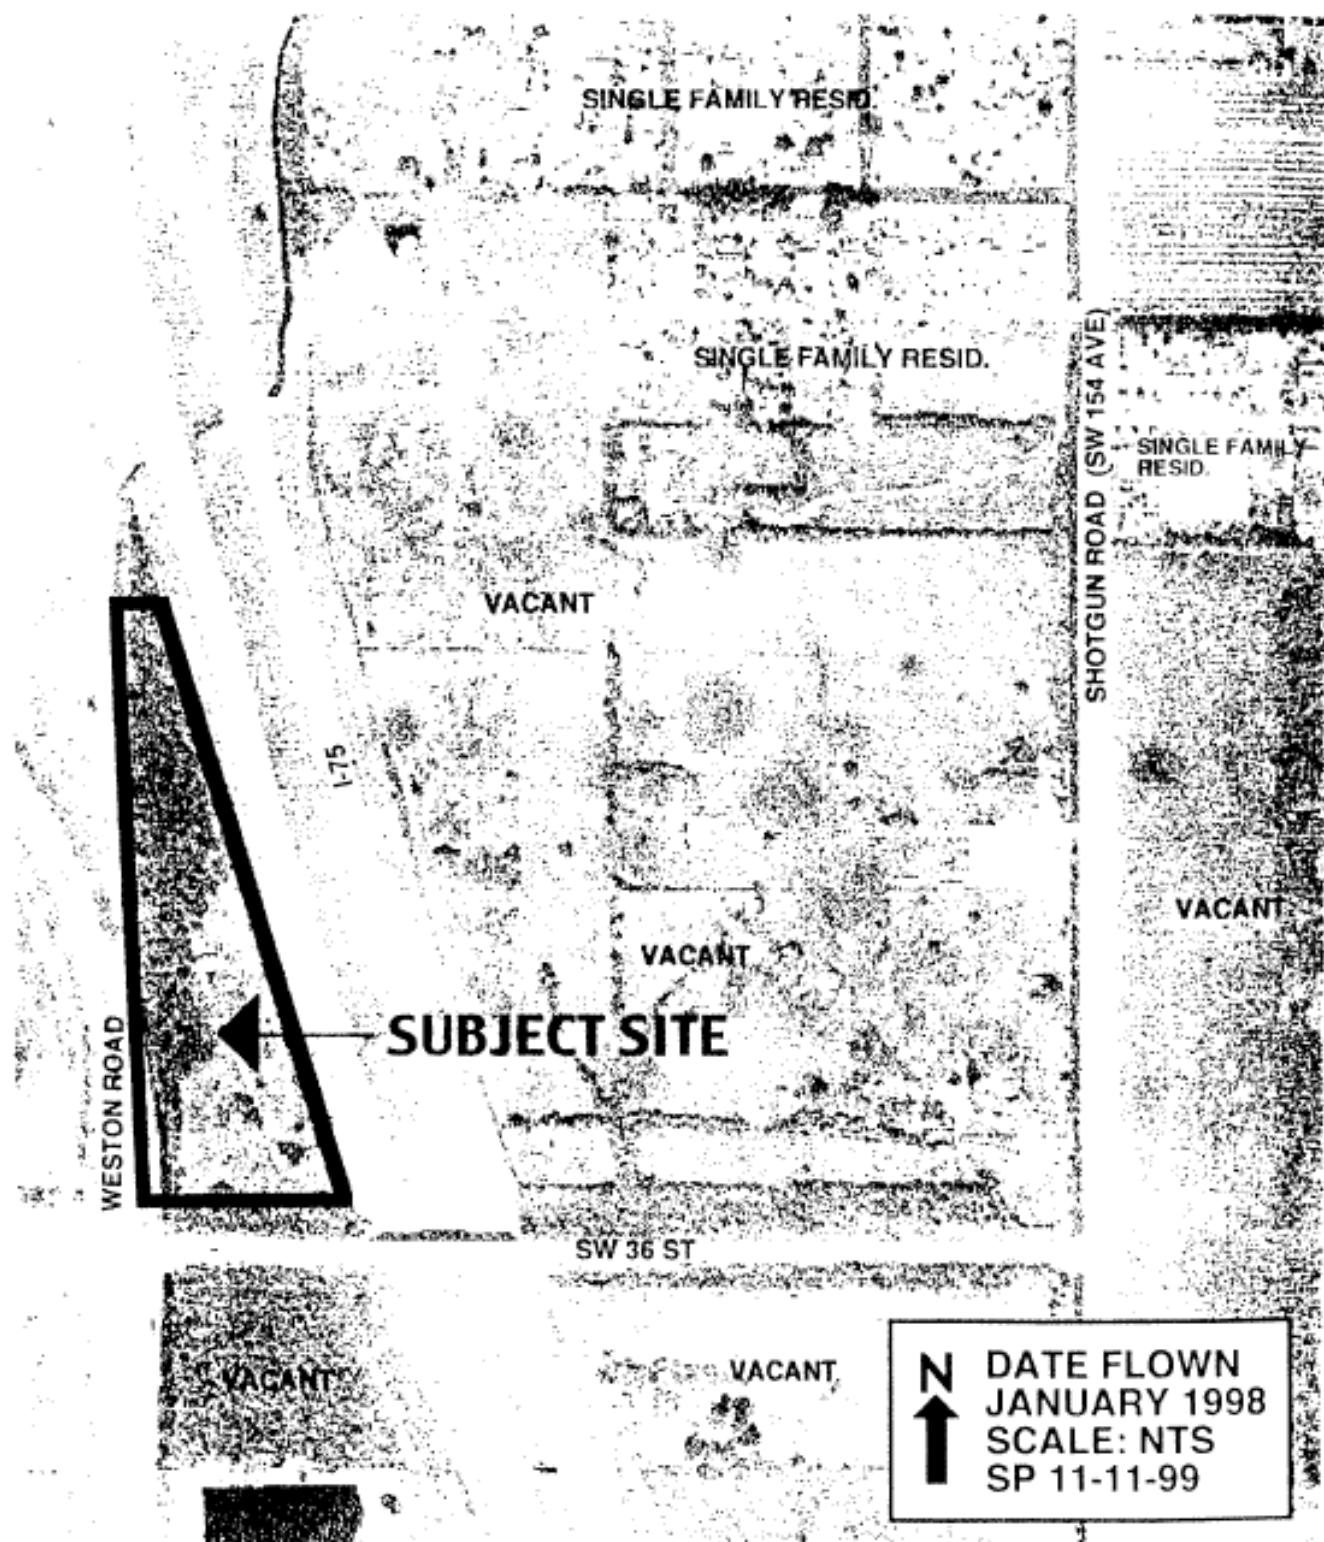 SINGLE FAMILY RESID.
SINGLE FAMILY RESID.
SHOTGUN ROAD (SW 154 AVE)
SINGLE FAMILY
RESID.
VACANT
I-75
VACANT
VACANT
SUBJECT SITE
WESTON ROAD
SW 36 ST
VACANT
VACANT
N
DATE FLOWN
JANUARY 1998
SCALE: NTS
SP 11-11-99